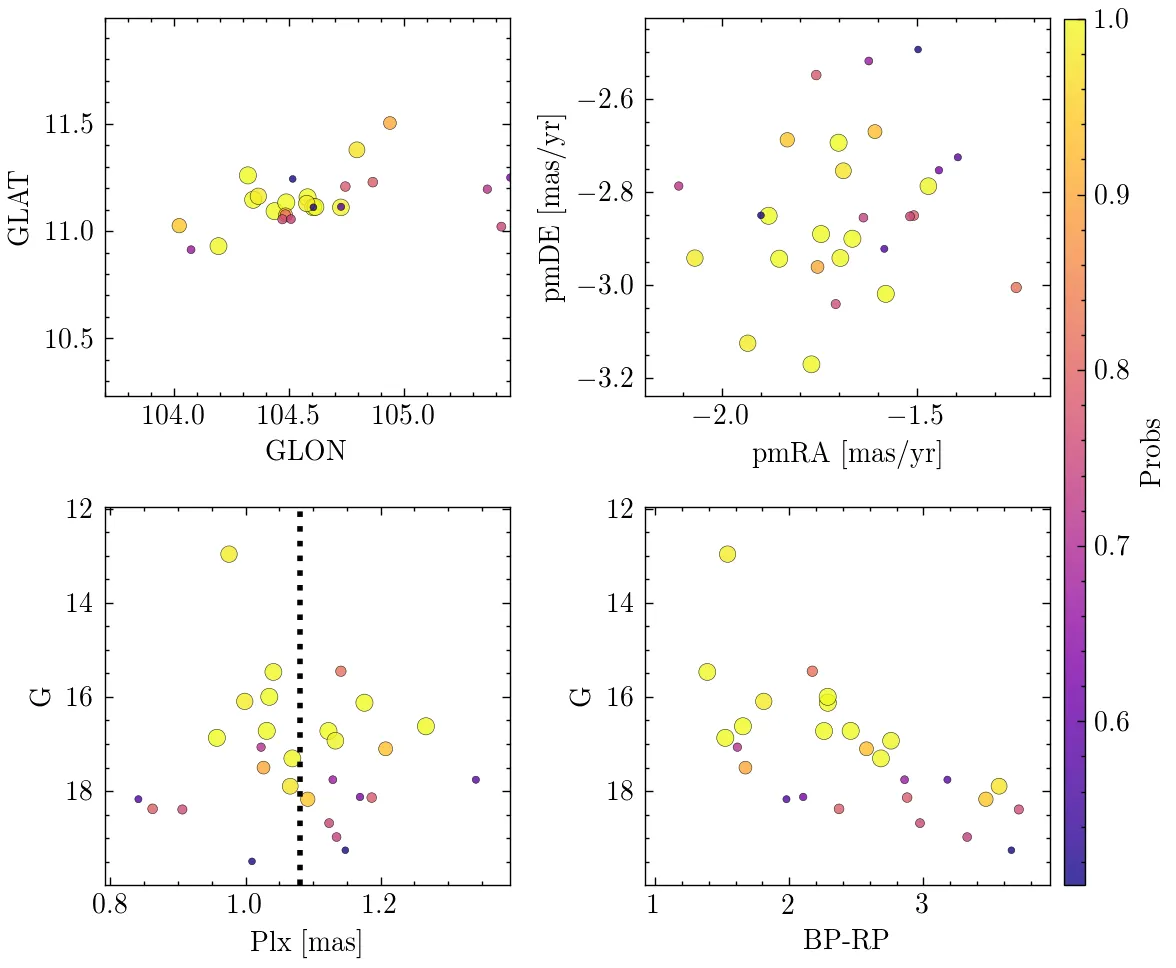 11.5
11.0
10.5
GLAT
104.0 104.5 105.0
GLON
−2.6
−2.8
−3.0
−3.2
pmDE [mas/yr]
−2.0 −1.5
pmRA [mas/yr]
12
14
16
18
G
0.8 1.0 1.2
Plx [mas]
12
14
16
18
G
1 2 3
BP-RP
1.0
0.9
0.8
0.7
0.6
Probs